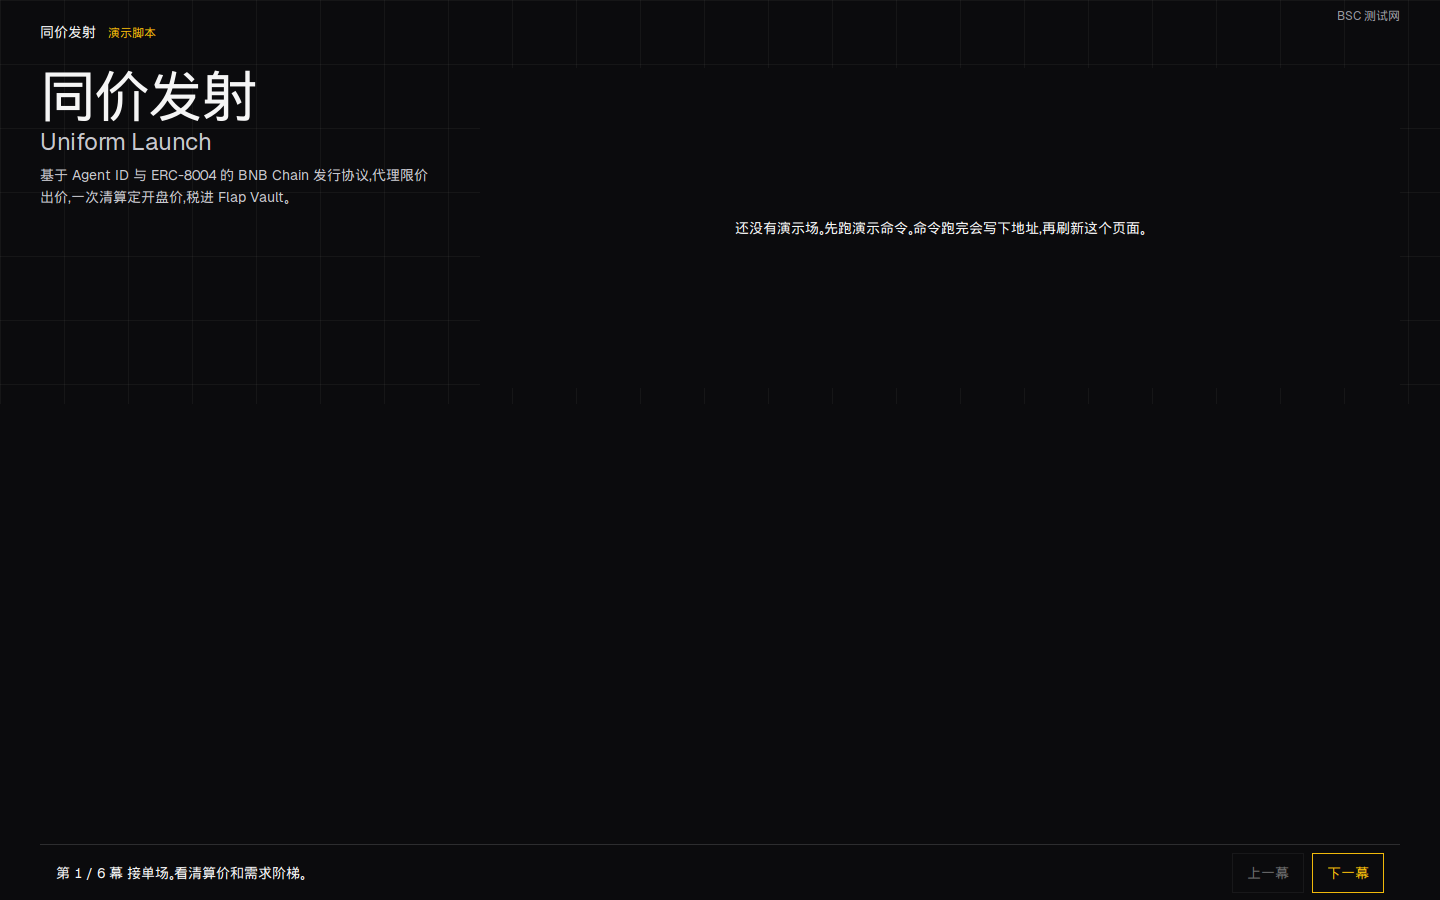 同价发射 演示脚本
BSC 测试网
同价发射
Uniform Launch
基于 Agent ID 与 ERC-8004 的 BNB Chain 发行协议,代理限价
出价,一次清算定开盘价,税进 Flap Vault。
还没有演示场。先跑演示命令。命令跑完会写下地址,再刷新这个页面。
第 1 / 6 幕 接单场。看清算价和需求阶梯。
上一幕
下一幕